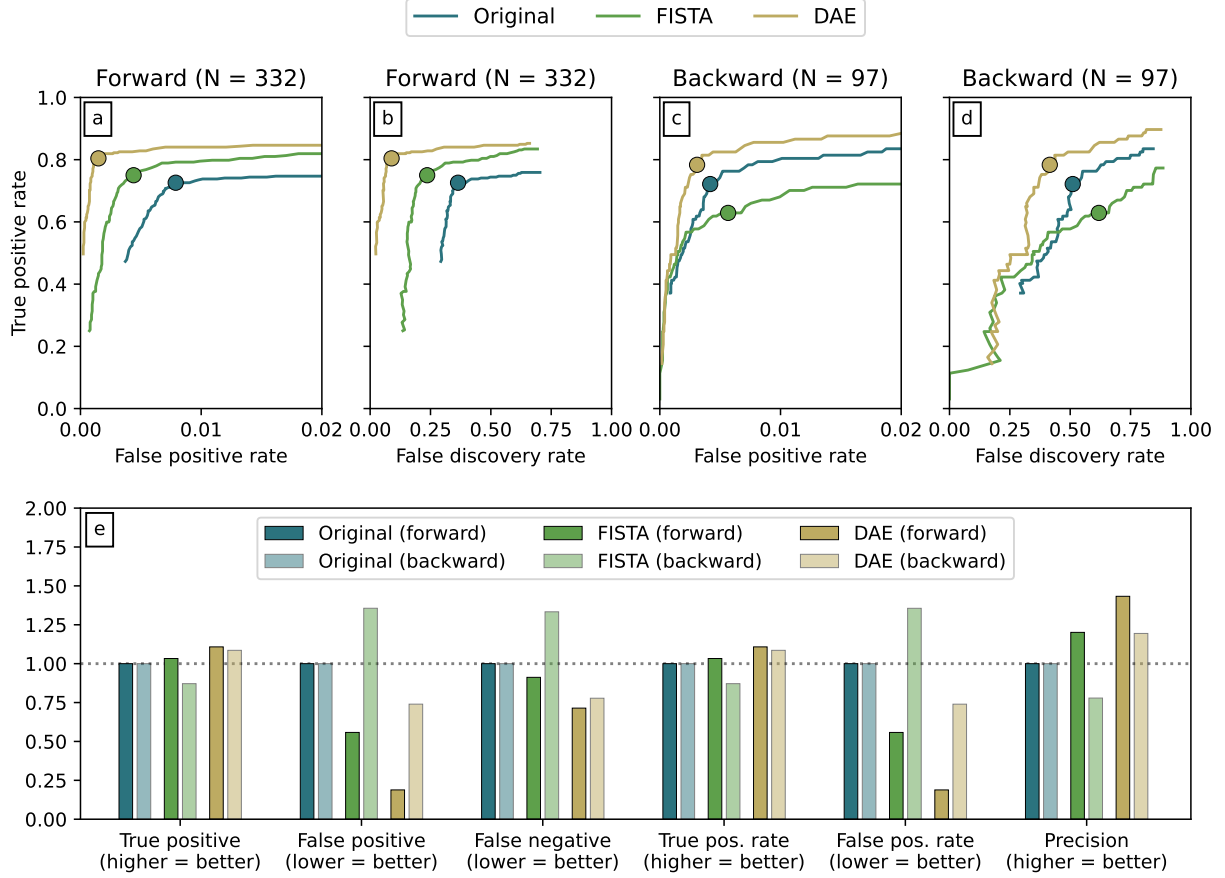 Original FISTA DAE
Forward (N = 332) Forward (N = 332) Backward (N = 97) Backward (N = 97)
1.0 a b c d
0.8
0.6
0.4
0.2
0.0
True positive rate
0.00 0.01 0.02 0.00 0.25 0.50 0.75 1.00 0.00 0.01 0.02 0.00 0.25 0.50 0.75 1.00
False positive rate False discovery rate False positive rate False discovery rate
2.00 e
Original (forward) FISTA (forward) DAE (forward)
Original (backward) FISTA (backward) DAE (backward)
1.75
1.50
1.25
1.00
0.75
0.50
0.25
0.00
True positive False positive False negative True pos. rate False pos. rate Precision
(higher = better) (lower = better) (lower = better) (higher = better) (lower = better) (higher = better)